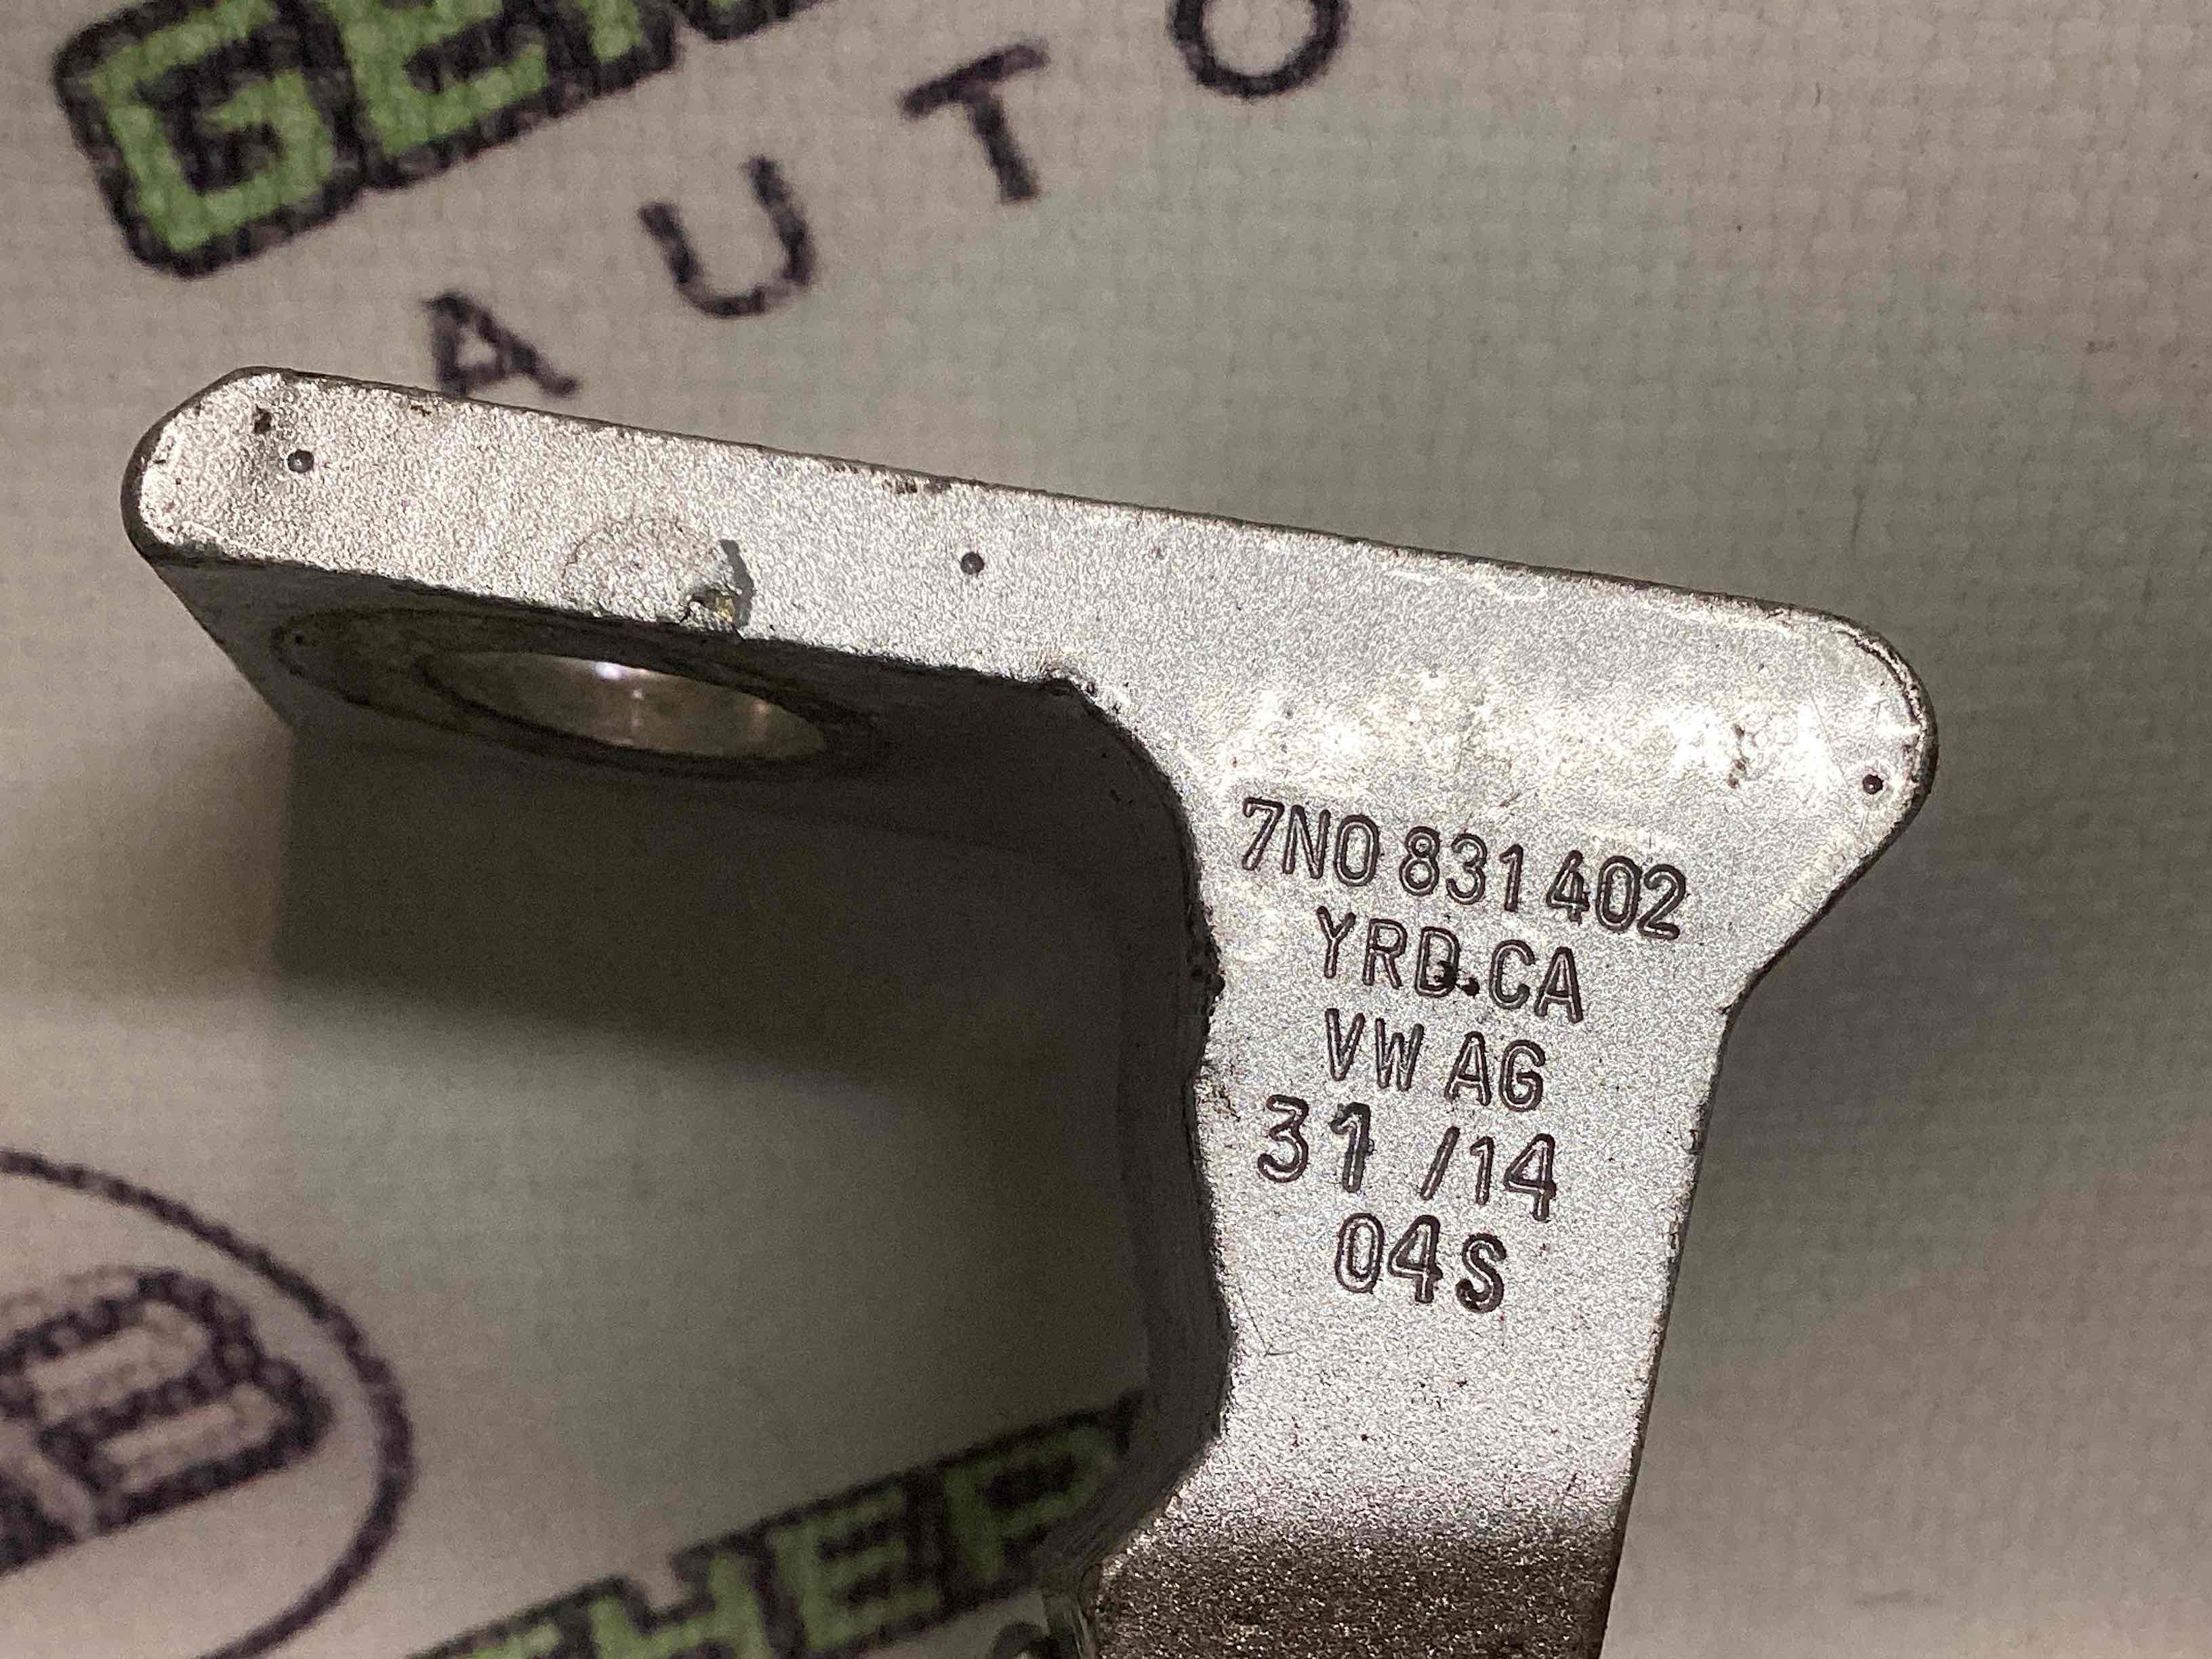 AUTO
7N0 831 402
YRD.CA
VW AG
31 /14
04S